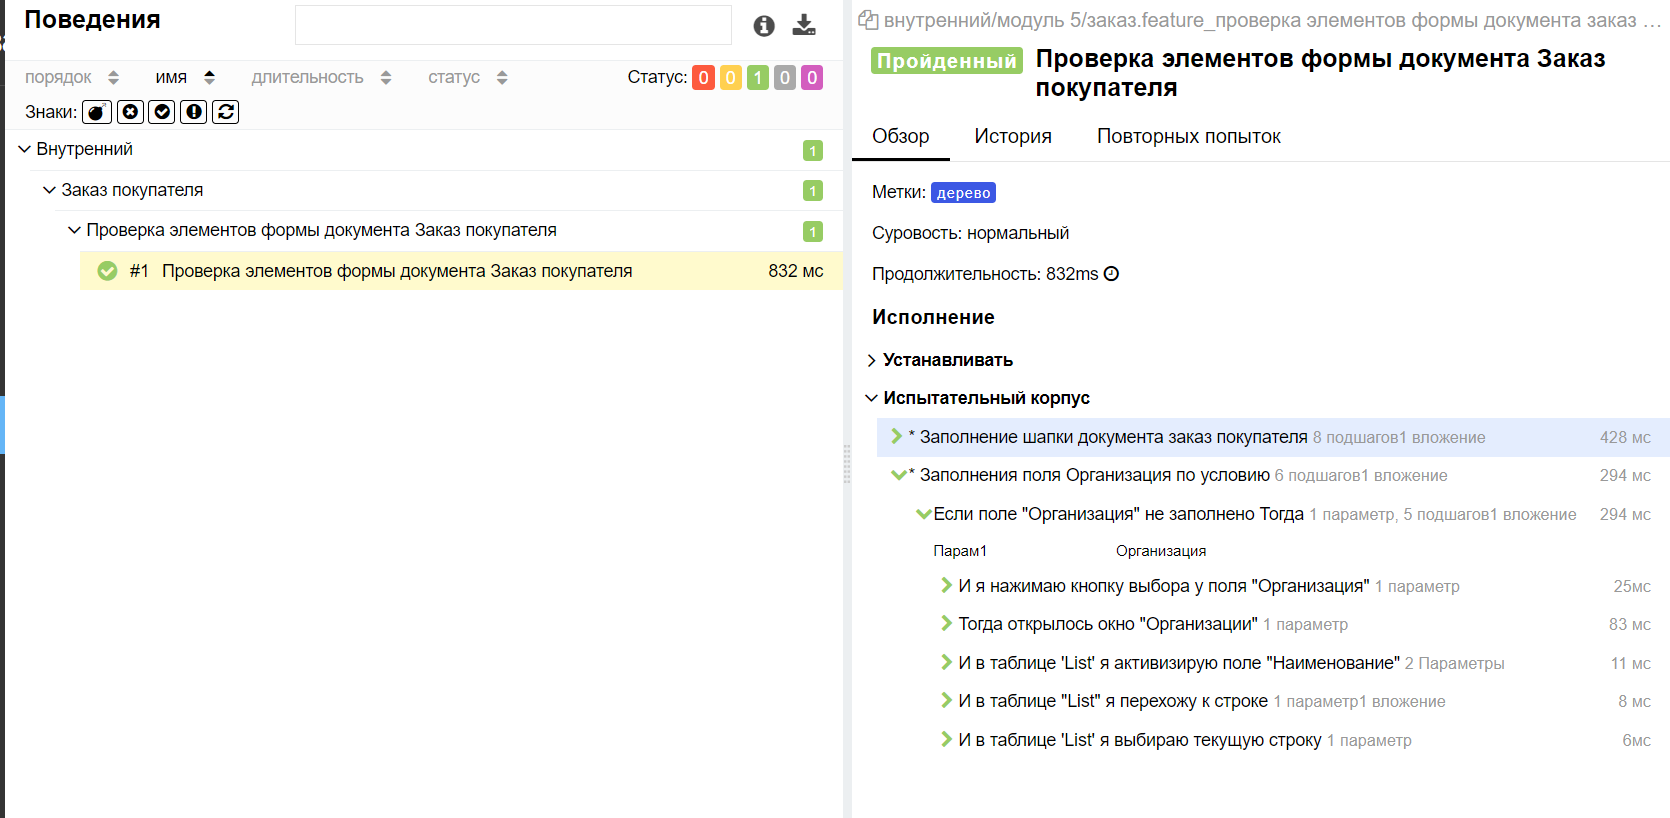 Поведения
порядок имя длительность статус Статус: 0 0 1 0 0
Знаки:
Внутренний 1
Заказ покупателя 1
Проверка элементов формы документа Заказ покупателя 1
#1 Проверка элементов формы документа Заказ покупателя 832 мс
внутренний/модуль 5/заказ.feature_проверка элементов формы документа заказ ...
Пройденный Проверка элементов формы документа Заказ
покупателя
Обзор История Повторных попыток
Метки: дерево
Суровость: нормальный
Продолжительность: 832ms
Исполнение
Устанавливать
Испытательный корпус
* Заполнение шапки документа заказ покупателя 8 подшагов1 вложение 428 мс
* Заполнения поля Организация по условию 6 подшагов1 вложение 294 мс
Если поле "Организация" не заполнено Тогда 1 параметр, 5 подшагов1 вложение 294 мс
Парам1 Организация
И я нажимаю кнопку выбора у поля "Организация" 1 параметр 25мс
Тогда открылось окно "Организации" 1 параметр 83 мс
И в таблице 'List' я активизирую поле "Наименование" 2 Параметры 11 мс
И в таблице "List" я перехожу к строке 1 параметр1 вложение 8 мс
И в таблице 'List' я выбираю текущую строку 1 параметр 6мс